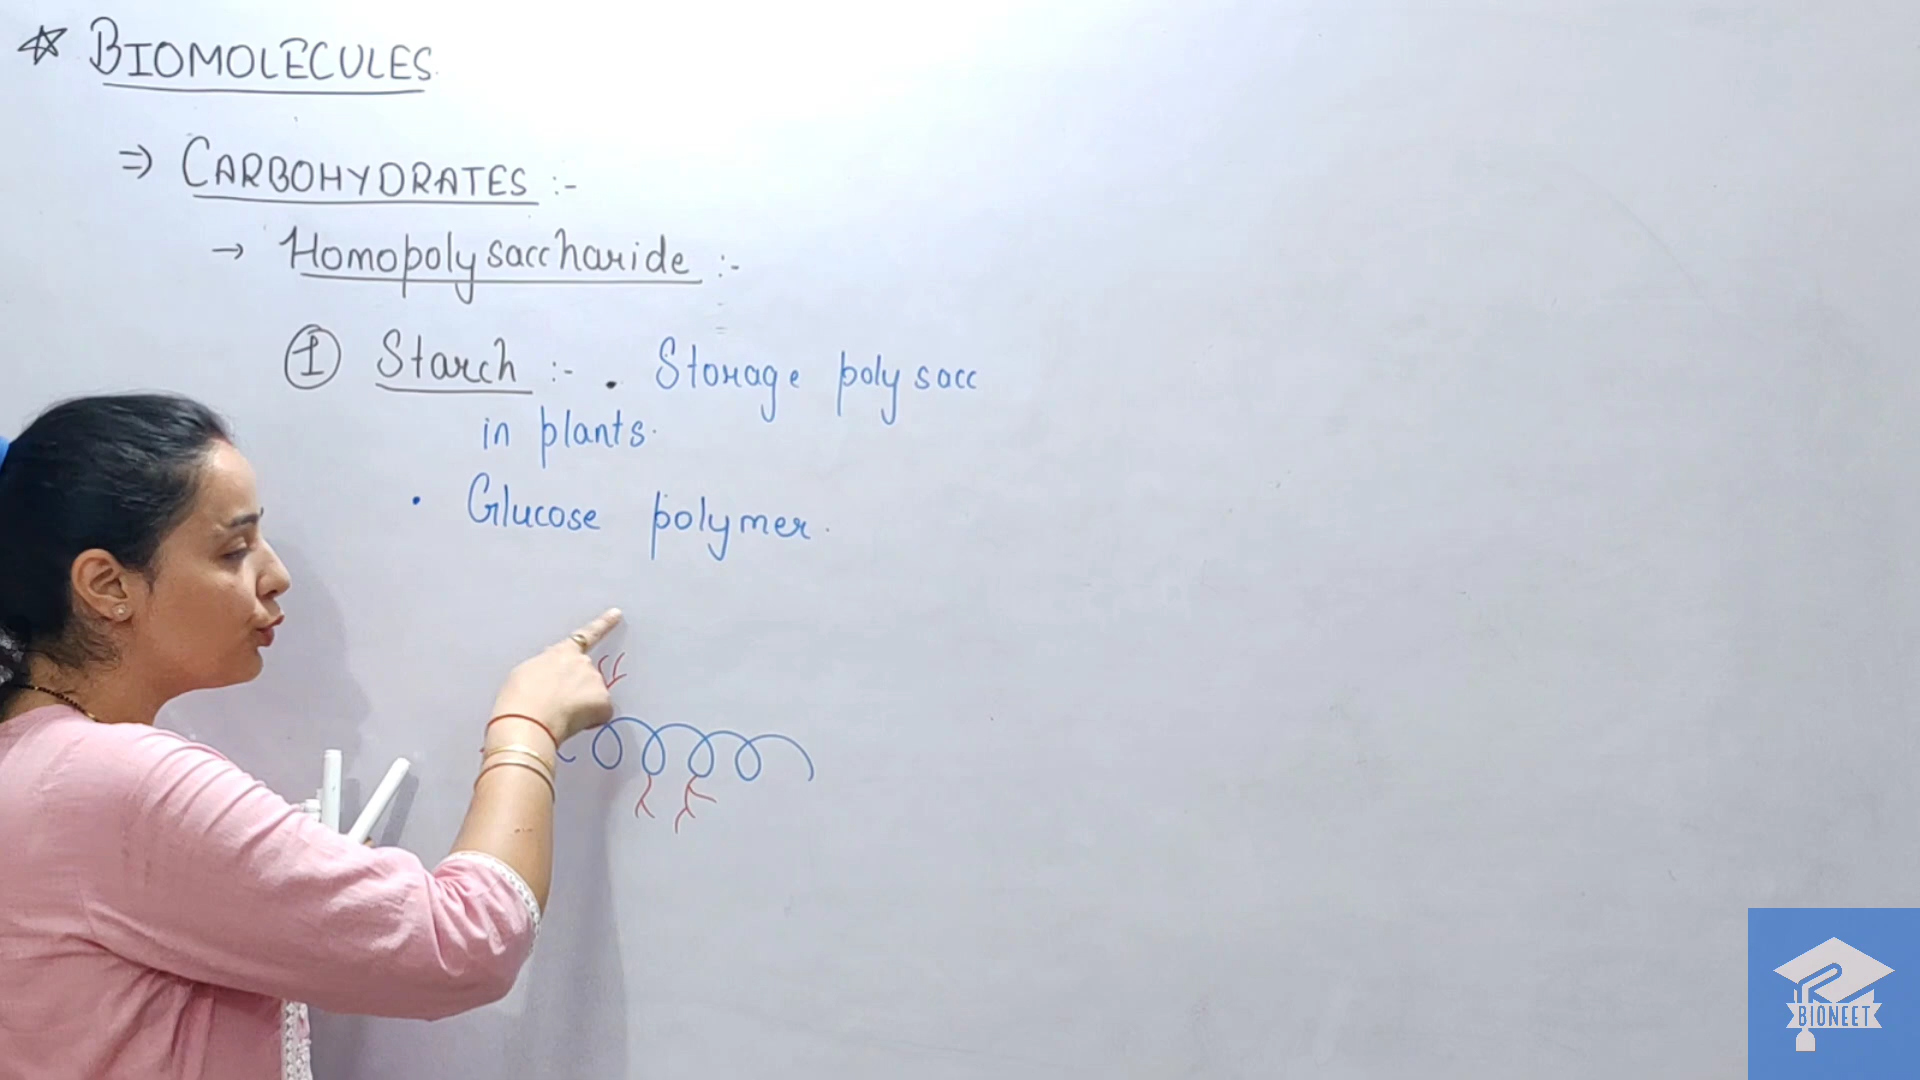 ☆ BIOMOLECULES
⇒ CARBOHYDRATES :-
→ Homopolysaccharide :-
① Starch :- • Storage polysacc
in plants.
• Glucose polymer.
BIONEET